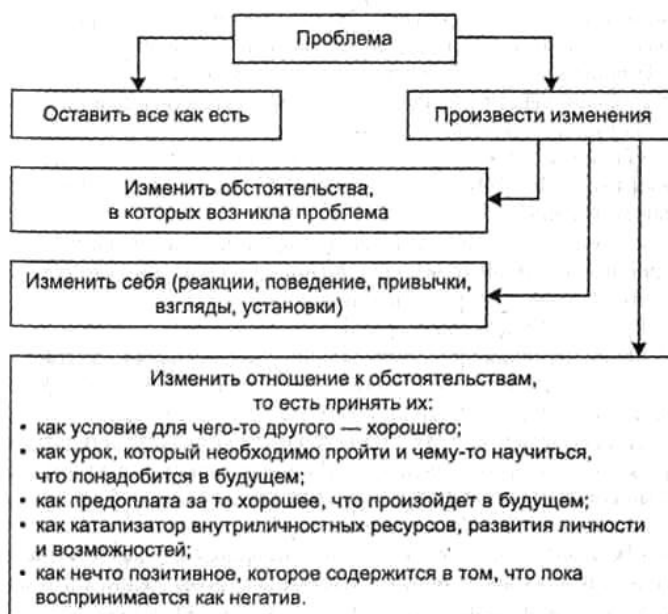 Проблема
Оставить все как есть
Произвести изменения
Изменить обстоятельства,
в которых возникла проблема
Изменить себя (реакции, поведение, привычки,
взгляды, установки)
Изменить отношение к обстоятельствам,
то есть принять их:
• как условие для чего-то другого — хорошего;
• как урок, который необходимо пройти и чему-то научиться,
что понадобится в будущем;
• как предоплата за то хорошее, что произойдет в будущем;
• как катализатор внутриличностных ресурсов, развития личности
и возможностей;
• как нечто позитивное, которое содержится в том, что пока
воспринимается как негатив.